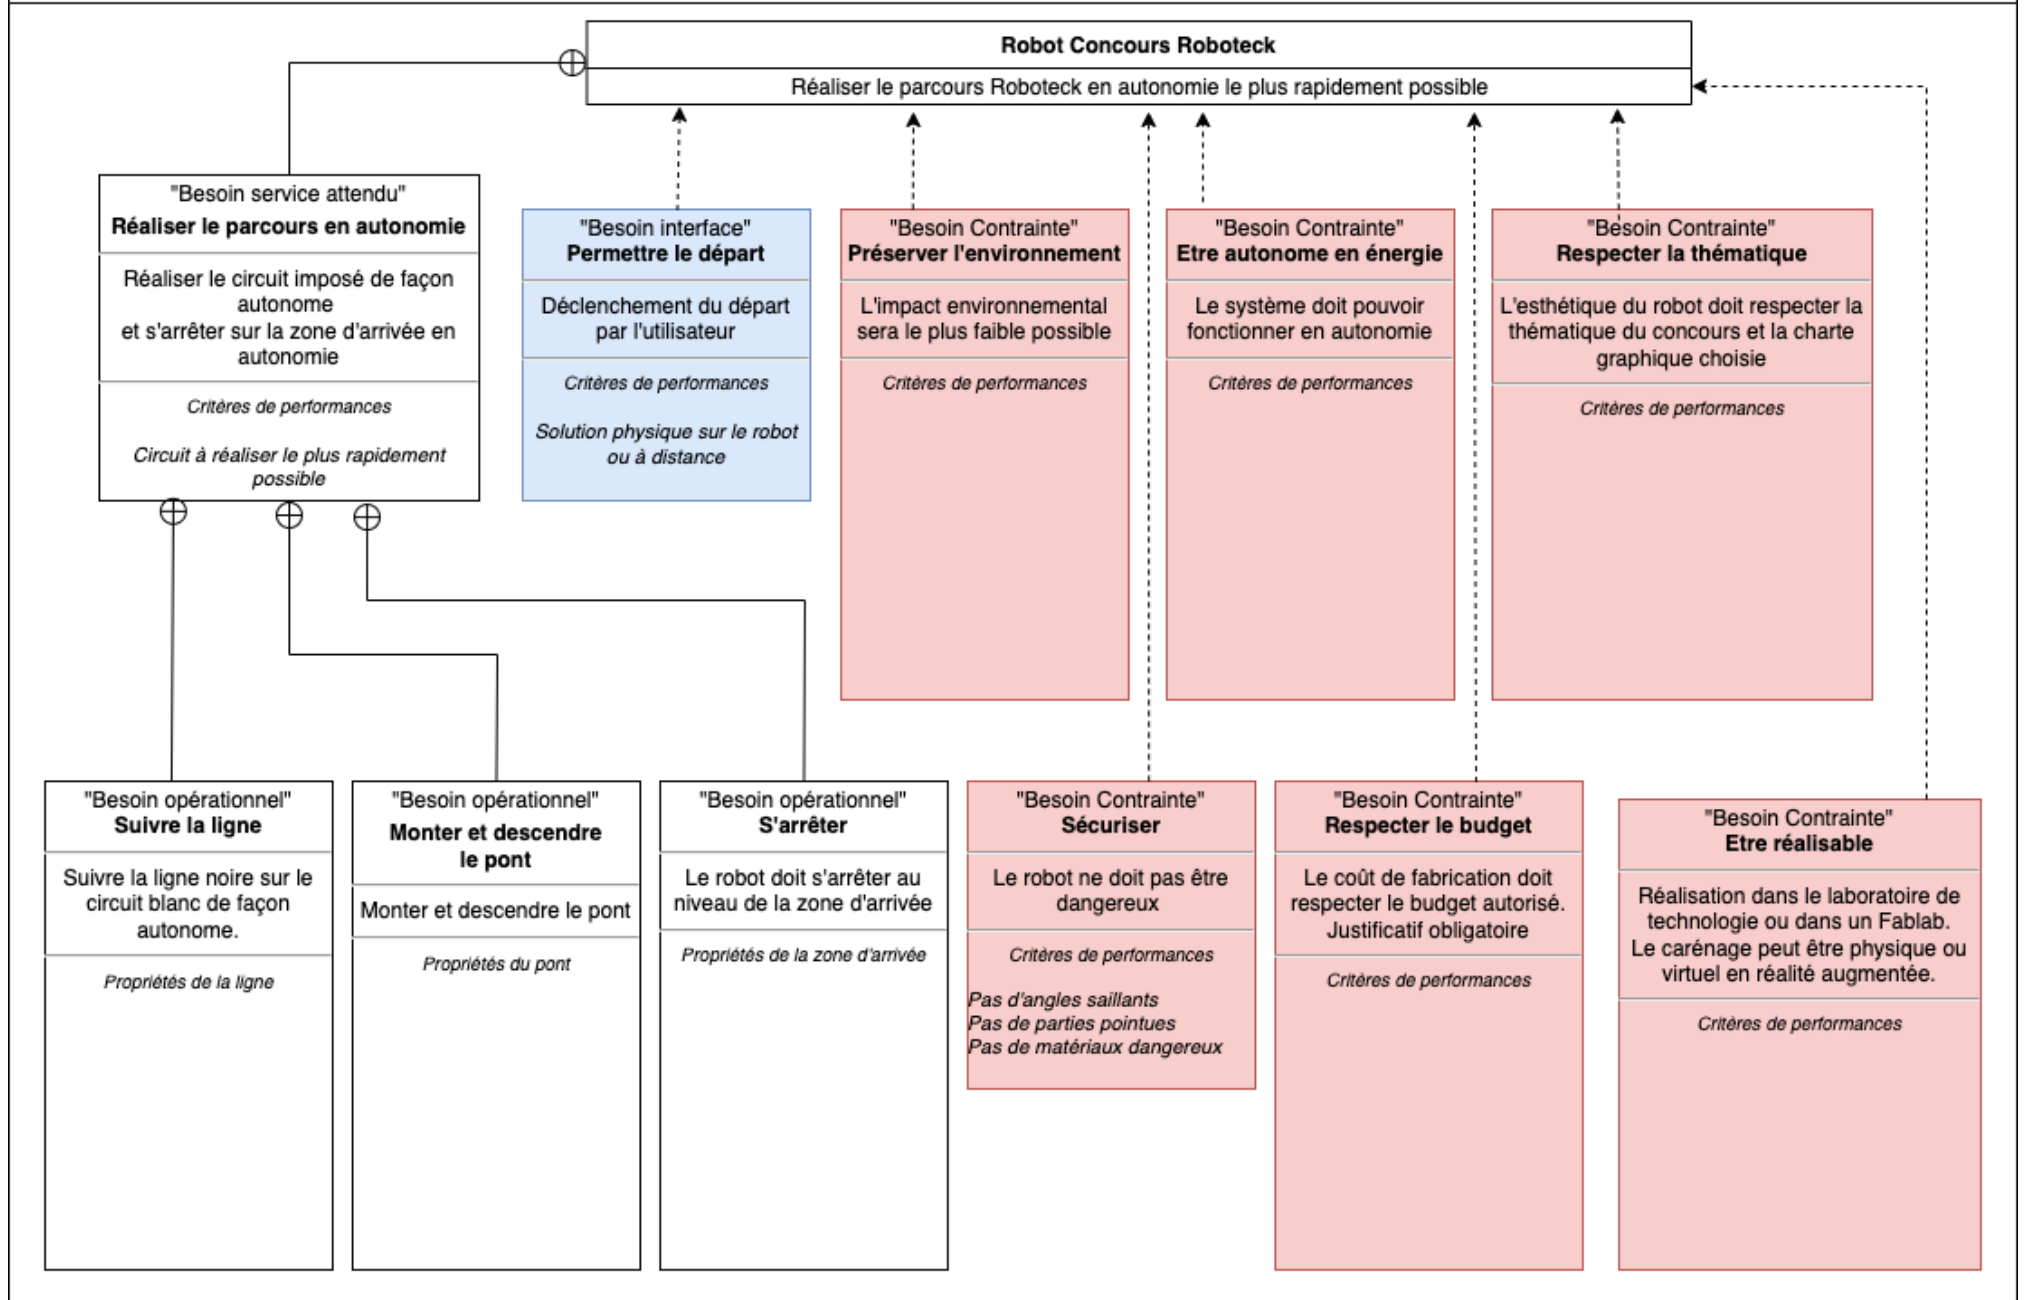 Robot Concours Roboteck
Réaliser le parcours Roboteck en autonomie le plus rapidement possible
"Besoin service attendu"
Réaliser le parcours en autonomie
Réaliser le circuit imposé de façon
autonome
et s'arrêter sur la zone d'arrivée en
autonomie
Critères de performances
Circuit à réaliser le plus rapidement
possible
"Besoin interface"
Permettre le départ
Déclenchement du départ
par l'utilisateur
Critères de performances
Solution physique sur le robot
ou à distance
"Besoin Contrainte"
Préserver l'environnement
L'impact environnemental
sera le plus faible possible
Critères de performances
"Besoin Contrainte"
Etre autonome en énergie
Le système doit pouvoir
fonctionner en autonomie
Critères de performances
"Besoin Contrainte"
Respecter la thématique
L'esthétique du robot doit respecter la
thématique du concours et la charte
graphique choisie
Critères de performances
"Besoin opérationnel"
Suivre la ligne
Suivre la ligne noire sur le
circuit blanc de façon
autonome.
Propriétés de la ligne
"Besoin opérationnel"
Monter et descendre
le pont
Monter et descendre le pont
Propriétés du pont
"Besoin opérationnel"
S'arrêter
Le robot doit s'arrêter au
niveau de la zone d'arrivée
Propriétés de la zone d'arrivée
"Besoin Contrainte"
Sécuriser
Le robot ne doit pas être
dangereux
Critères de performances
Pas d'angles saillants
Pas de parties pointues
Pas de matériaux dangereux
"Besoin Contrainte"
Respecter le budget
Le coût de fabrication doit
respecter le budget autorisé.
Justificatif obligatoire
Critères de performances
"Besoin Contrainte"
Etre réalisable
Réalisation dans le laboratoire de
technologie ou dans un Fablab.
Le carénage peut être physique ou
virtuel en réalité augmentée.
Critères de performances